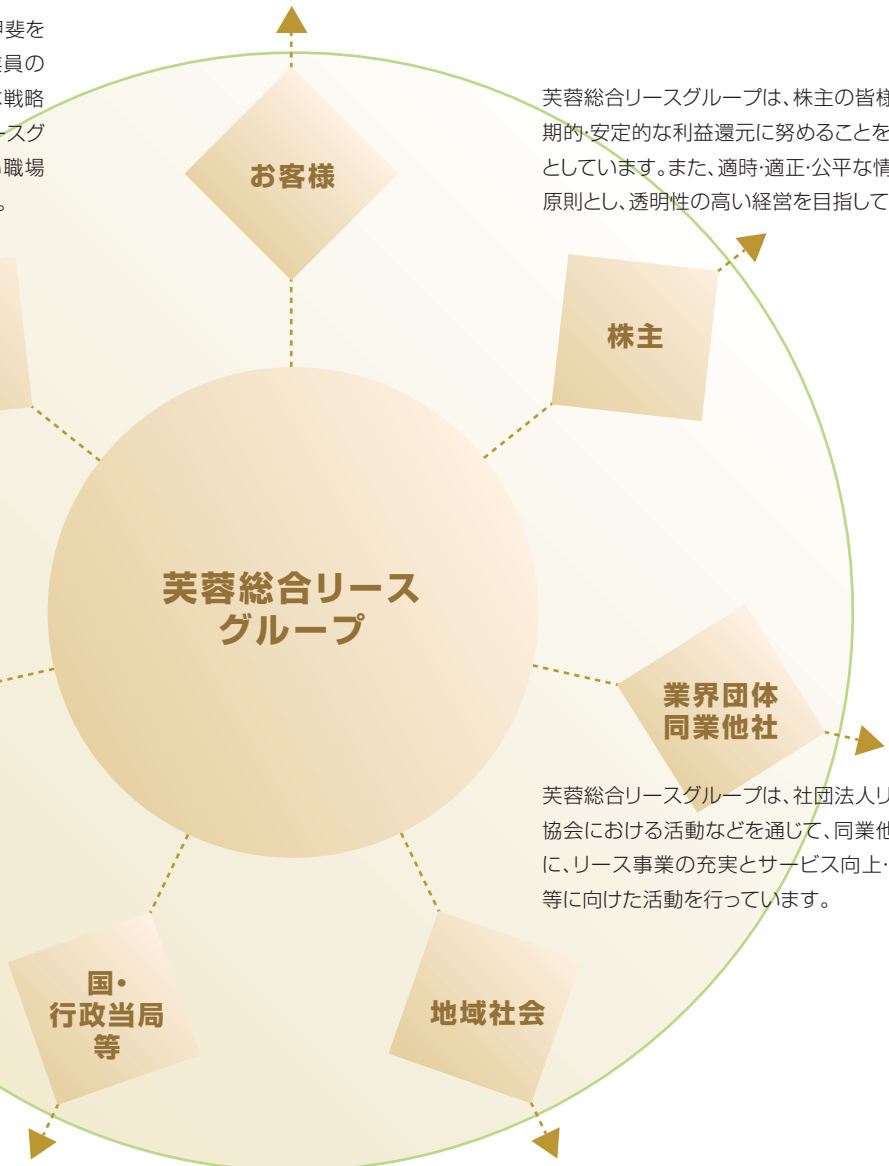 甲斐を
員の
戦略
ースグ
職場
。
お客様
芙蓉総合リースグループは、株主の皆様
期的・安定的な利益還元に努めることを
としています。また、適時・適正・公平な情
原則とし、透明性の高い経営を目指して
株主
芙蓉総合リース
グループ
業界団体
同業他社
芙蓉総合リースグループは、社団法人リ
協会における活動などを通じて、同業他
に、リース事業の充実とサービス向上・
等に向けた活動を行っています。
国・
行政当局
等
地域社会